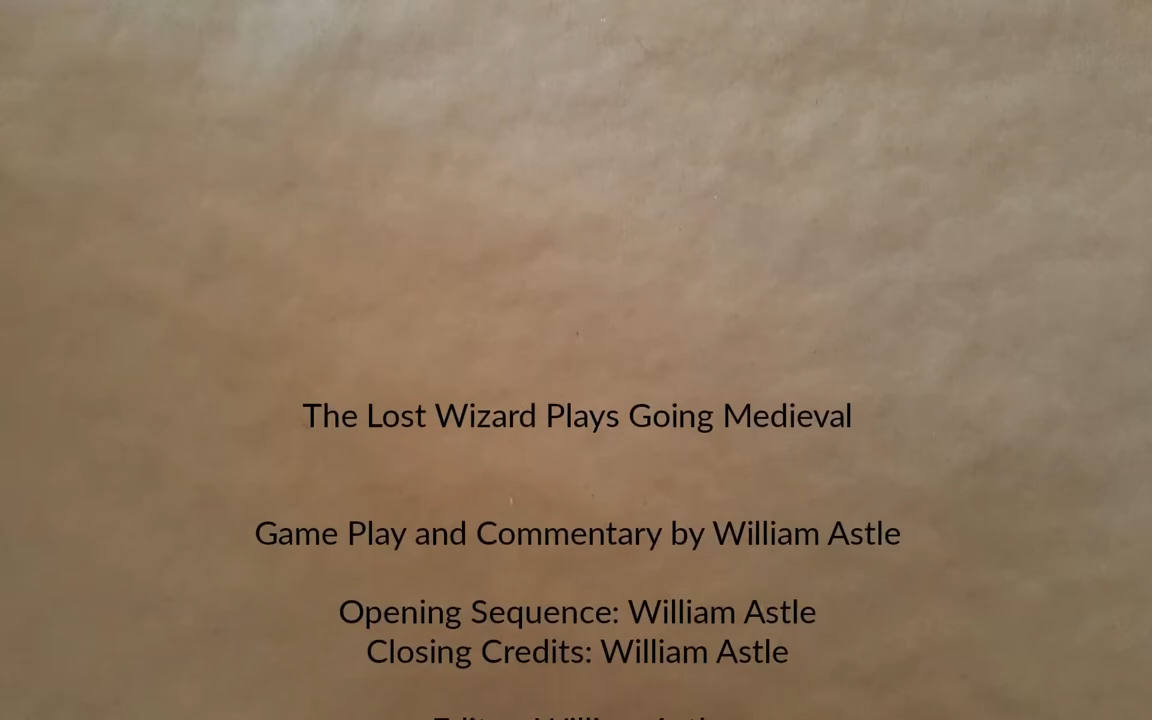 The Lost Wizard Plays Going Medieval
Game Play and Commentary by William Astle
Opening Sequence: William Astle
Closing Credits: William Astle